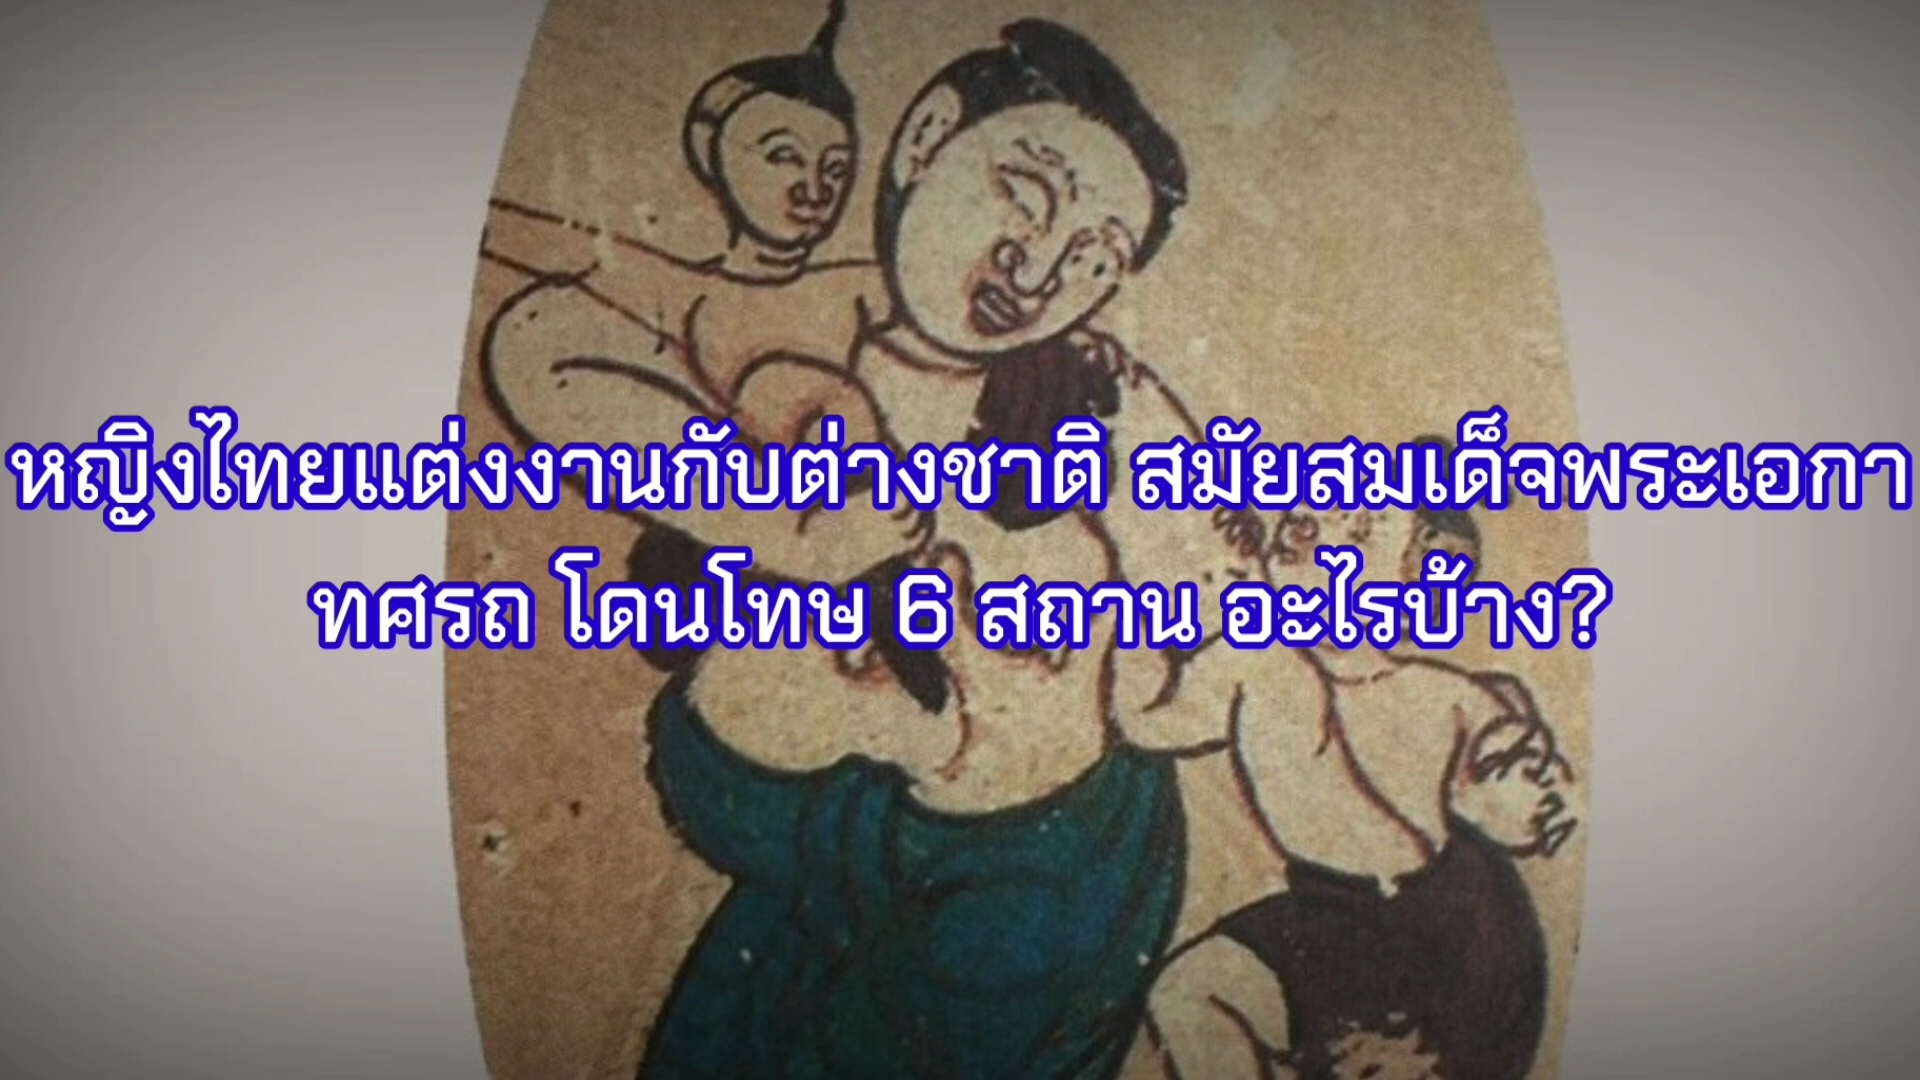 หญิงไทยแต่งงานกับต่างชาติ สมัยสมเด็จพระเอกา
ทศรถ โดนโทษ 6 สถาน อะไรบ้าง?